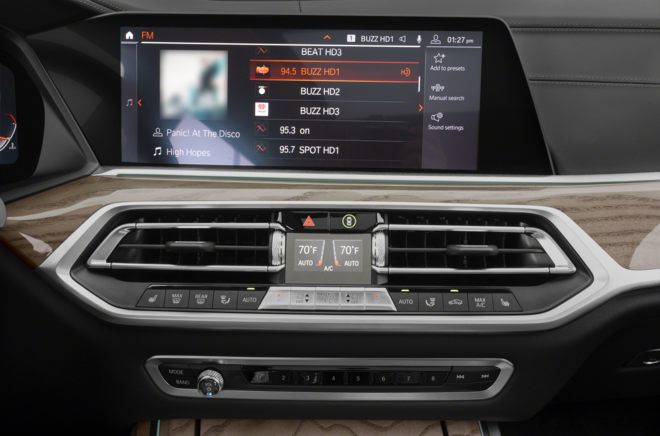 FM
1 BUZZ HD1
01:27 pm
BEAT HD3
94.5 BUZZ HD1
BUZZ HD2
BUZZ HD3
95.3 on
95.7 SPOT HD1
Panic! At The Disco
High Hopes
Add to presets
Manual search
Sound settings
70°F 70°F
AUTO AUTO
A/C
MAX
REAR
AUTO
AUTO
MAX A/C
MODE
BAND
VOL
1 2 3 4 5 6 7 8